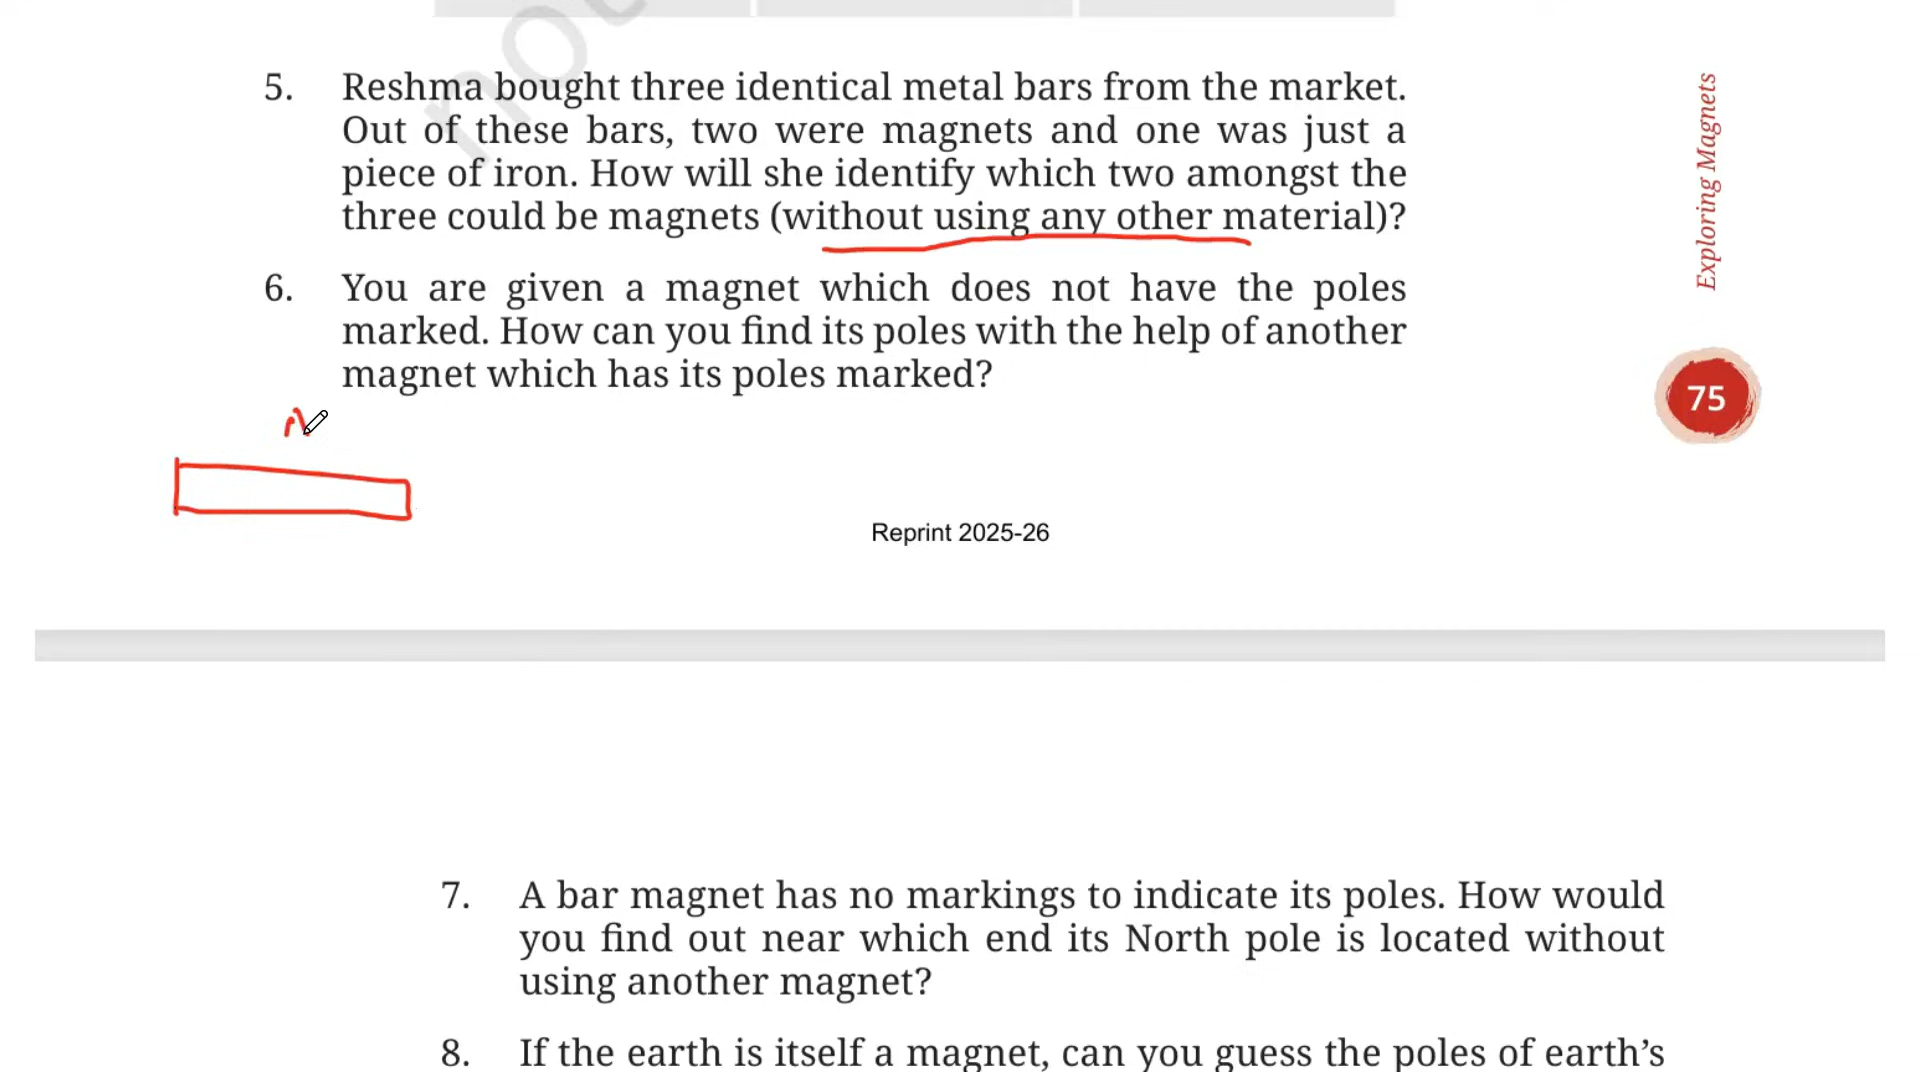 not
5. Reshma bought three identical metal bars from the market.
Out of these bars, two were magnets and one was just a
piece of iron. How will she identify which two amongst the
three could be magnets (without using any other material)?
6. You are given a magnet which does not have the poles
marked. How can you find its poles with the help of another
magnet which has its poles marked?
Exploring Magnets
75
Reprint 2025-26
7. A bar magnet has no markings to indicate its poles. How would
you find out near which end its North pole is located without
using another magnet?
8. If the earth is itself a magnet, can you guess the poles of earth’s